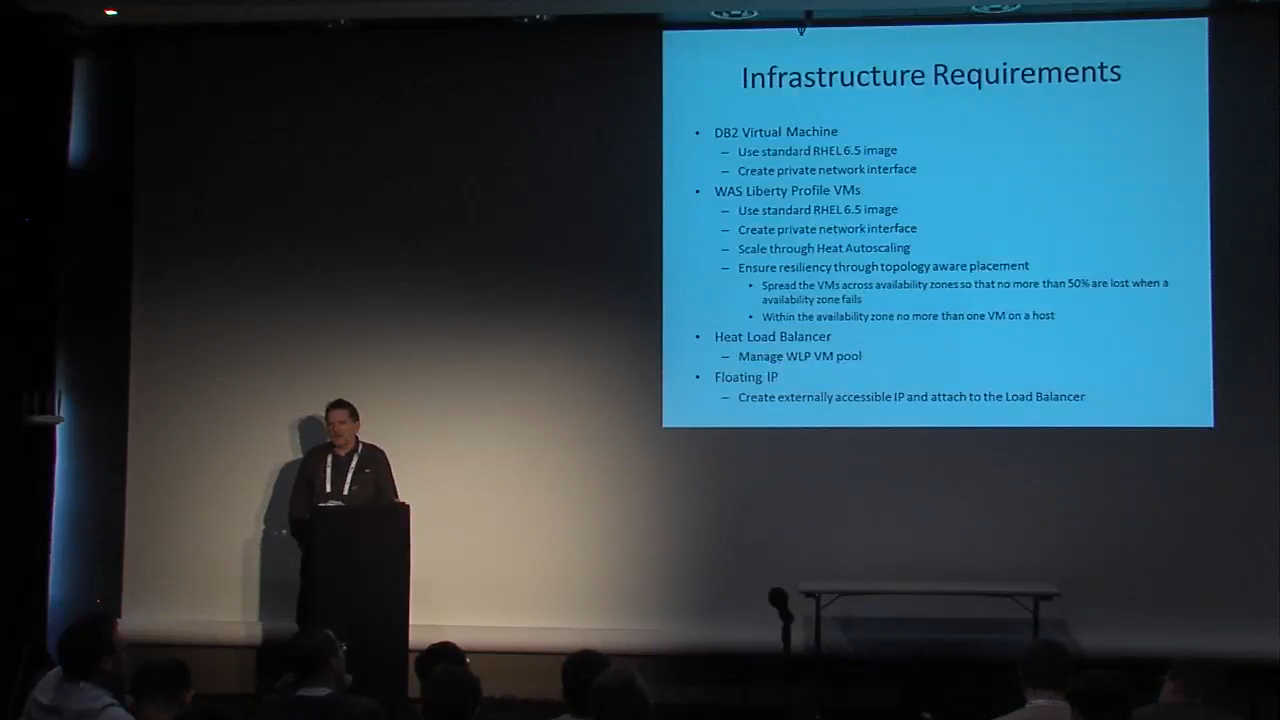 Infrastructure Requirements
• DB2 Virtual Machine
– Use standard RHEL 6.5 image
– Create private network interface
• WAS Liberty Profile VMs
– Use standard RHEL 6.5 image
– Create private network interface
– Scale through Heat Autoscaling
– Ensure resiliency through topology aware placement
• Spread the VMs across availability zones so that no more than 50% are lost when a
availability zone fails
• Within the availability zone no more than one VM on a host
• Heat Load Balancer
– Manage WLP VM pool
• Floating IP
– Create externally accessible IP and attach to the Load Balancer